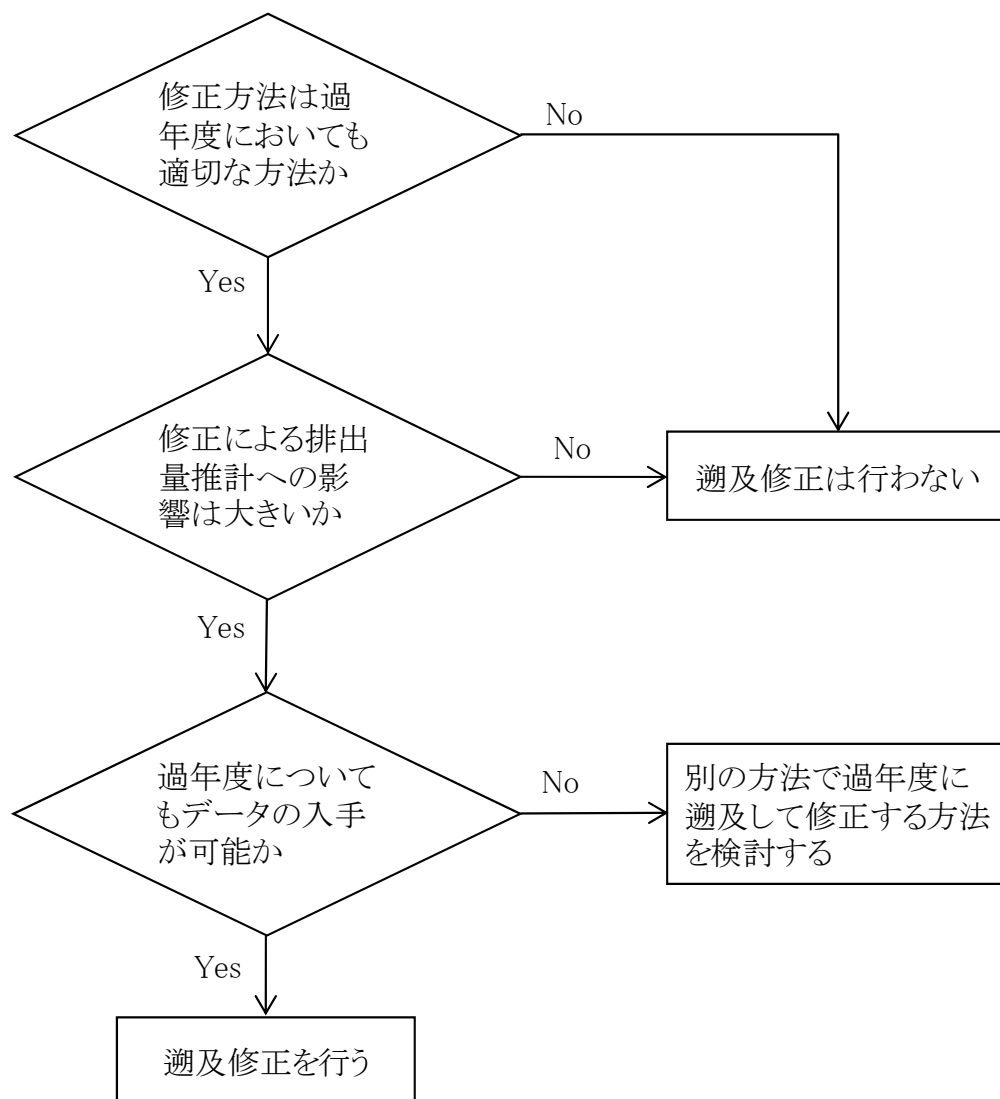 修正方法は過
年度においても
適切な方法か
No
Yes
修正による排出
量推計への影
響は大きいか
No
遡及修正は行わない
Yes
過年度について
もデータの入手
が可能か
No
別の方法で過年度に
遡及して修正する方法
を検討する
Yes
遡及修正を行う